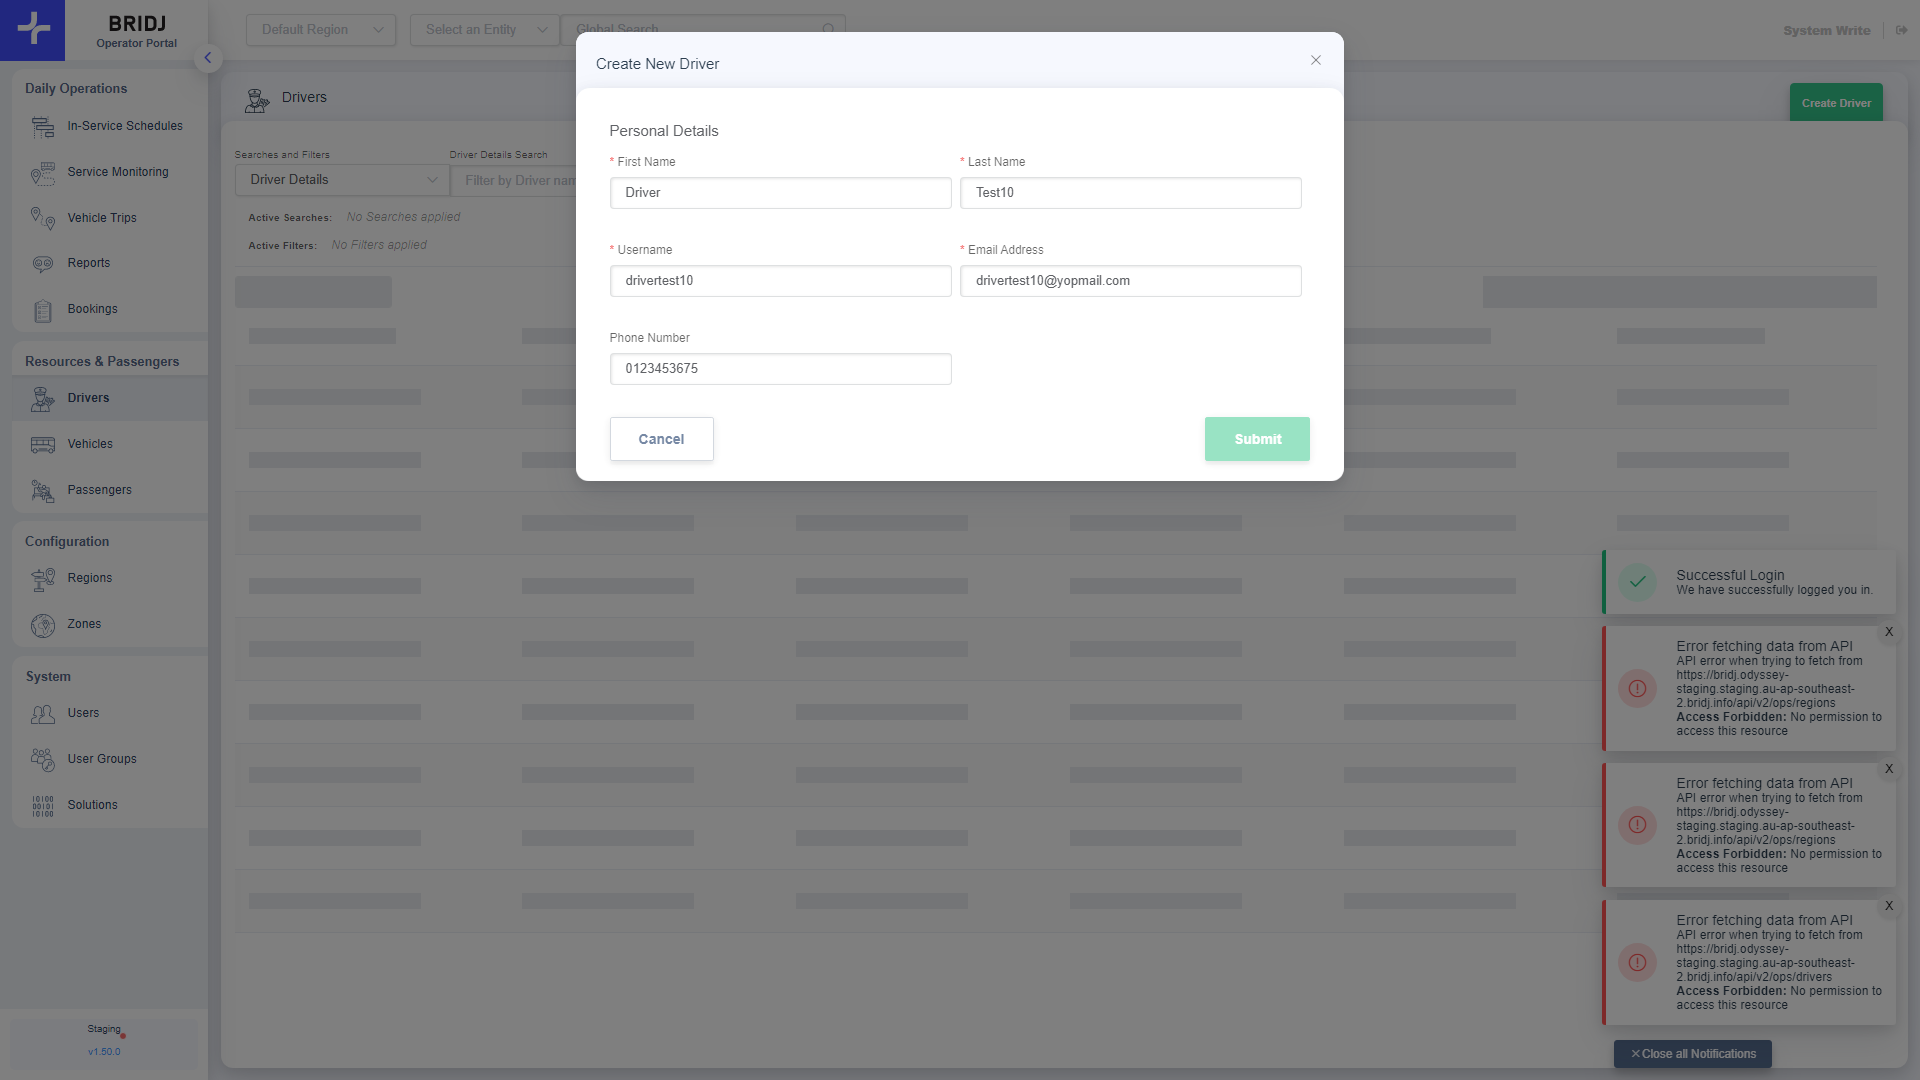 BRIDJ
Operator Portal
Default Region
Select an Entity
Global Search
System Write
Daily Operations
In-Service Schedules
Service Monitoring
Vehicle Trips
Reports
Bookings
Resources & Passengers
Drivers
Vehicles
Passengers
Configuration
Regions
Zones
System
Users
User Groups
Solutions
Staging
v1.50.0
Drivers
Create Driver
Searches and Filters
Driver Details Search
Driver Details
Filter by Driver nam
Active Searches: No Searches applied
Active Filters: No Filters applied
Create New Driver
Personal Details
* First Name
* Last Name
Driver
Test10
* Username
* Email Address
drivertest10
drivertest10@yopmail.com
Phone Number
0123453675
Cancel
Submit
Successful Login
We have successfully logged you in.
X
Error fetching data from API
API error when trying to fetch from
https://bridj.odyssey-
staging.staging.au-ap-southeast-
2.bridj.info/api/v2/ops/regions
Access Forbidden: No permission to
access this resource
X
Error fetching data from API
API error when trying to fetch from
https://bridj.odyssey-
staging.staging.au-ap-southeast-
2.bridj.info/api/v2/ops/regions
Access Forbidden: No permission to
access this resource
X
Error fetching data from API
API error when trying to fetch from
https://bridj.odyssey-
staging.staging.au-ap-southeast-
2.bridj.info/api/v2/ops/drivers
Access Forbidden: No permission to
access this resource
Close all Notifications